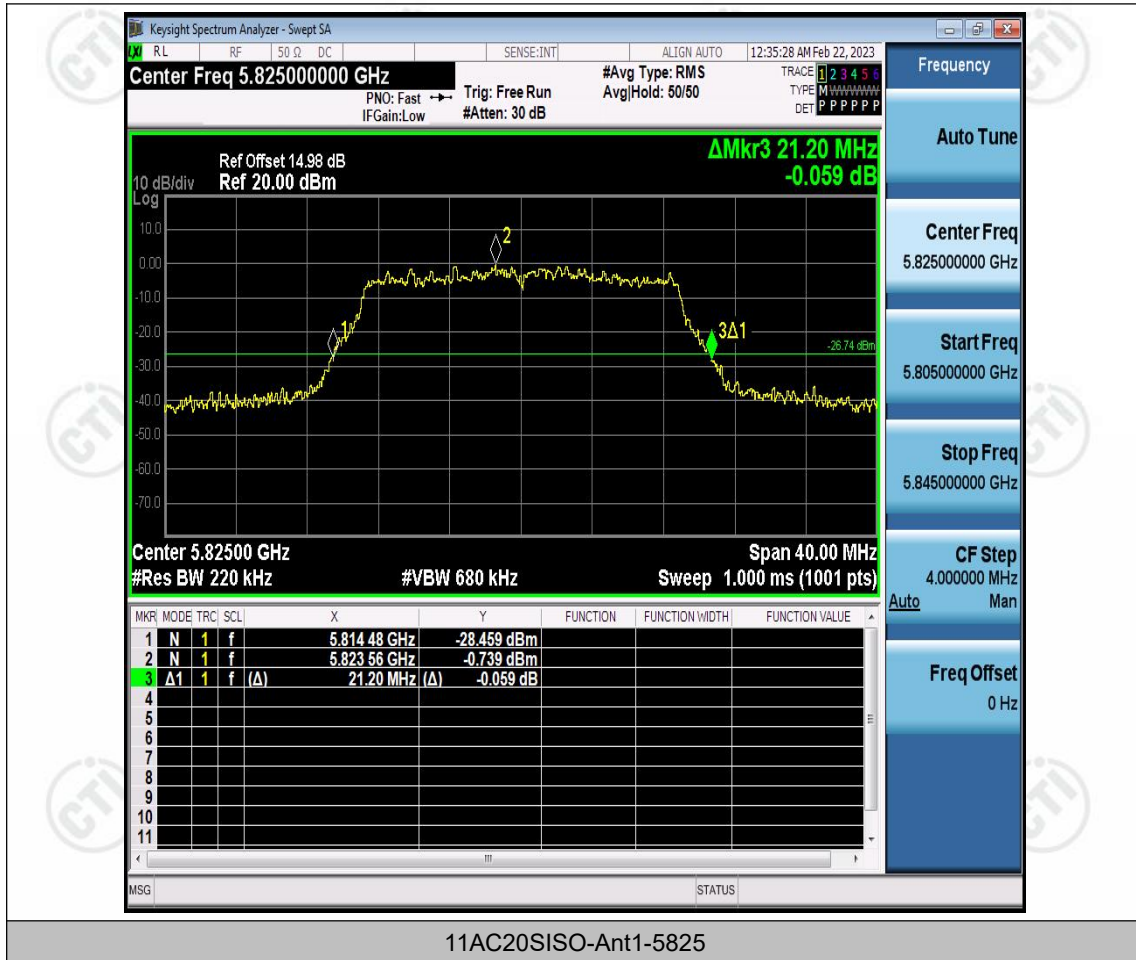 Keysight Spectrum Analyzer - Swept SA
LXI RL RF 50 Ω DC SENSE:INT ALIGN AUTO 12:35:28 AM Feb 22, 2023
Center Freq 5.825000000 GHz
PNO: Fast
IFGain:Low
Trig: Free Run
#Atten: 30 dB
#Avg Type: RMS
Avg|Hold: 50/50
TRACE 1 2 3 4 5 6
TYPE M WWWWW
DET P P P P P P
Frequency
Auto Tune
Center Freq
5.825000000 GHz
Start Freq
5.805000000 GHz
Stop Freq
5.845000000 GHz
CF Step
4.000000 MHz
Auto Man
Freq Offset
0 Hz
ΔMkr3 21.20 MHz
-0.059 dB
Ref Offset 14.98 dB
10 dB/div Ref 20.00 dBm
Log
10.0
0.00
-10.0
-20.0
-30.0
-40.0
-50.0
-60.0
-70.0
2
1
3Δ1
-26.74 dBm
Center 5.82500 GHz Span 40.00 MHz
#Res BW 220 kHz #VBW 680 kHz Sweep 1.000 ms (1001 pts)
MKR MODE TRC SCL X Y FUNCTION FUNCTION WIDTH FUNCTION VALUE
1 N 1 f 5.814 48 GHz -28.459 dBm
2 N 1 f 5.823 56 GHz -0.739 dBm
3 Δ1 1 f (Δ) 21.20 MHz (Δ) -0.059 dB
4
5
6
7
8
9
10
11
MSG STATUS
11AC20SISO-Ant1-5825
CTI
CTI
CTI
CTI
CTI
CTI